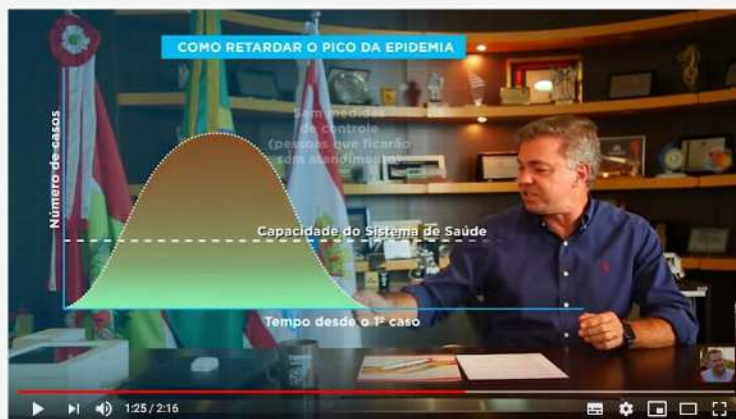 COMO RETARDAR O PICO DA EPIDEMIA
Número de casos
Sem medidas
de controle
(pessoas que ficarão
sem atendimento)
Capacidade do Sistema de Saúde
Tempo desde o 1º caso
1:25 / 2:16